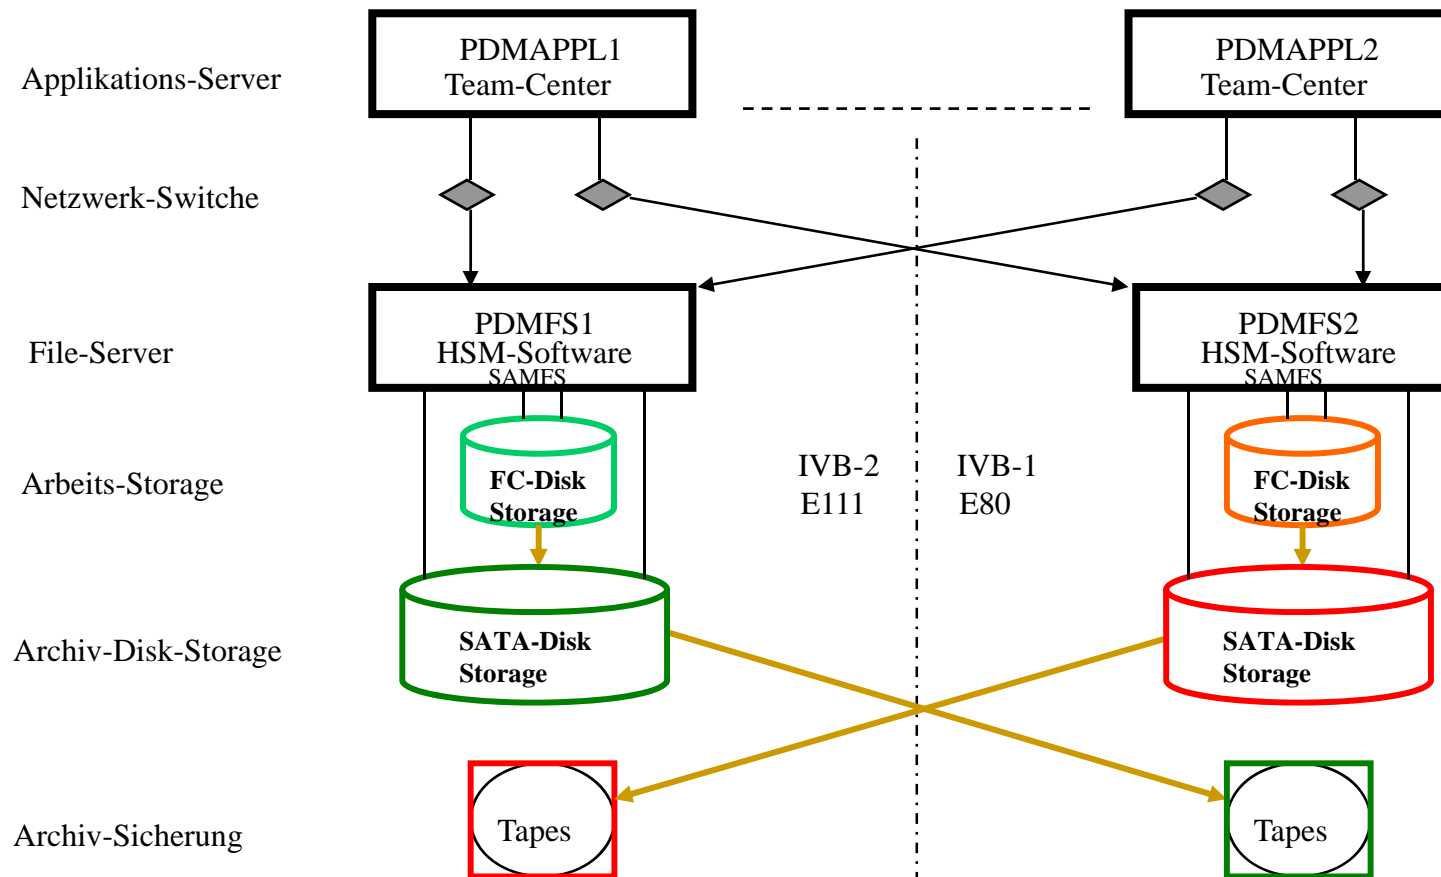 PDMAPPL1
Team-Center
PDMAPPL2
Team-Center
Applikations-Server
Netzwerk-Switche
PDMFS1
HSM-Software
SAMFS
PDMFS2
HSM-Software
SAMFS
File-Server
Arbeits-Storage
FC-Disk
Storage
IVB-2
E111
IVB-1
E80
FC-Disk
Storage
Archiv-Disk-Storage
SATA-Disk
Storage
SATA-Disk
Storage
Archiv-Sicherung
Tapes
Tapes